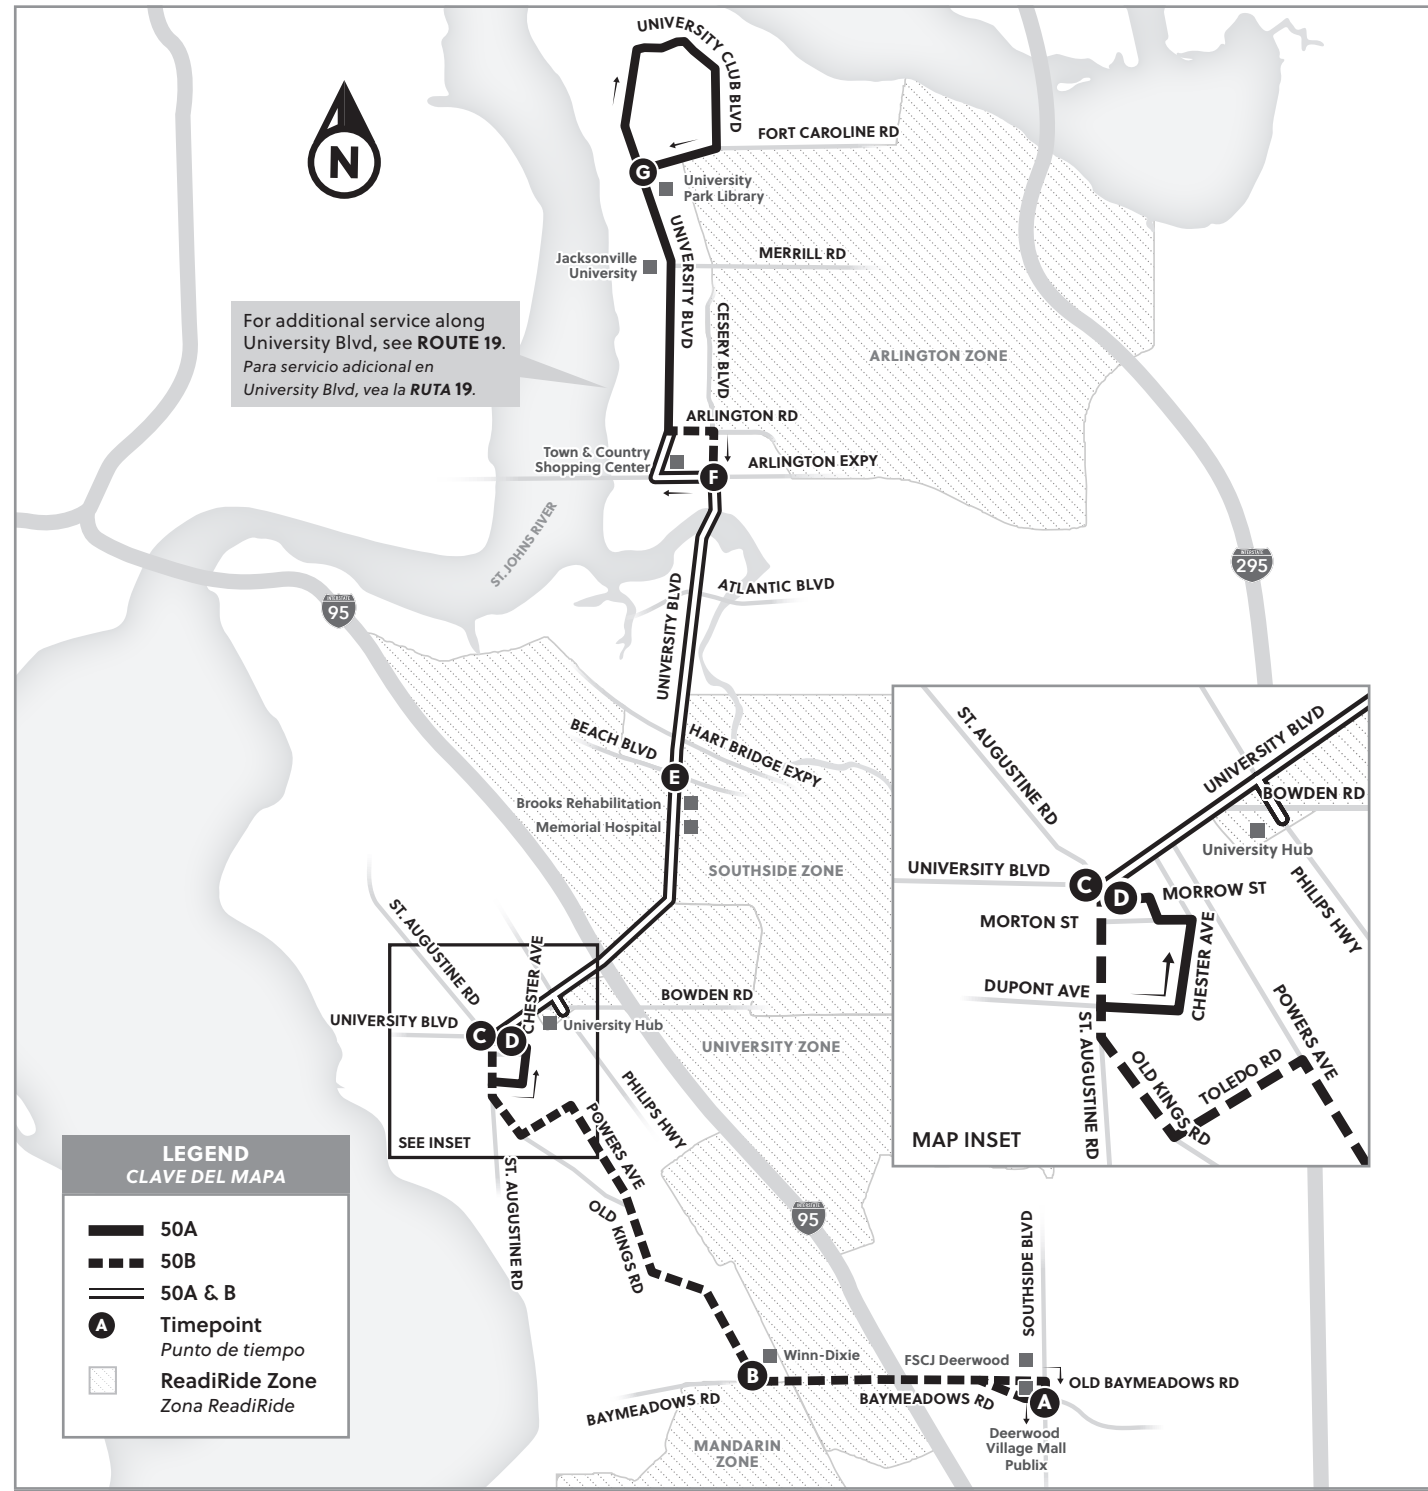 UNIVERSITY CLUB BLVD
N
FORT CAROLINE RD
G
University
Park Library
UNIVERSITY BLVD
Jacksonville
University
MERRILL RD
CESERY BLVD
For additional service along
University Blvd, see ROUTE 19.
Para servicio adicional en
University Blvd, vea la RUTA 19.
ARLINGTON ZONE
ARLINGTON RD
Town & Country
Shopping Center
F
ARLINGTON EXPY
ST. JOHNS RIVER
INTERSTATE
295
INTERSTATE
95
ATLANTIC BLVD
UNIVERSITY BLVD
BEACH BLVD
HART BRIDGE EXPY
E
Brooks Rehabilitation
Memorial Hospital
SOUTHSIDE ZONE
ST. AUGUSTINE RD
CHESTER AVE
BOWDEN RD
UNIVERSITY BLVD
C
D
University Hub
UNIVERSITY ZONE
PHILIPS HWY
SEE INSET
POWERS AVE
ST. AUGUSTINE RD
OLD KINGS RD
INTERSTATE
95
SOUTHSIDE BLVD
B
Winn-Dixie
FSCJ Deerwood
OLD BAYMEADOWS RD
BAYMEADOWS RD
BAYMEADOWS RD
A
Deerwood
Village Mall
Publix
MANDARIN
ZONE
ST. AUGUSTINE RD
UNIVERSITY BLVD
BOWDEN RD
University Hub
UNIVERSITY BLVD
C
D
MORROW ST
MORTON ST
PHILIPS HWY
CHESTER AVE
DUPONT AVE
POWERS AVE
ST. AUGUSTINE RD
OLD KINGS RD
TOLEDO RD
MAP INSET
LEGEND
CLAVE DEL MAPA
50A
50B
50A & B
A
Timepoint
Punto de tiempo
ReadiRide Zone
Zona ReadiRide